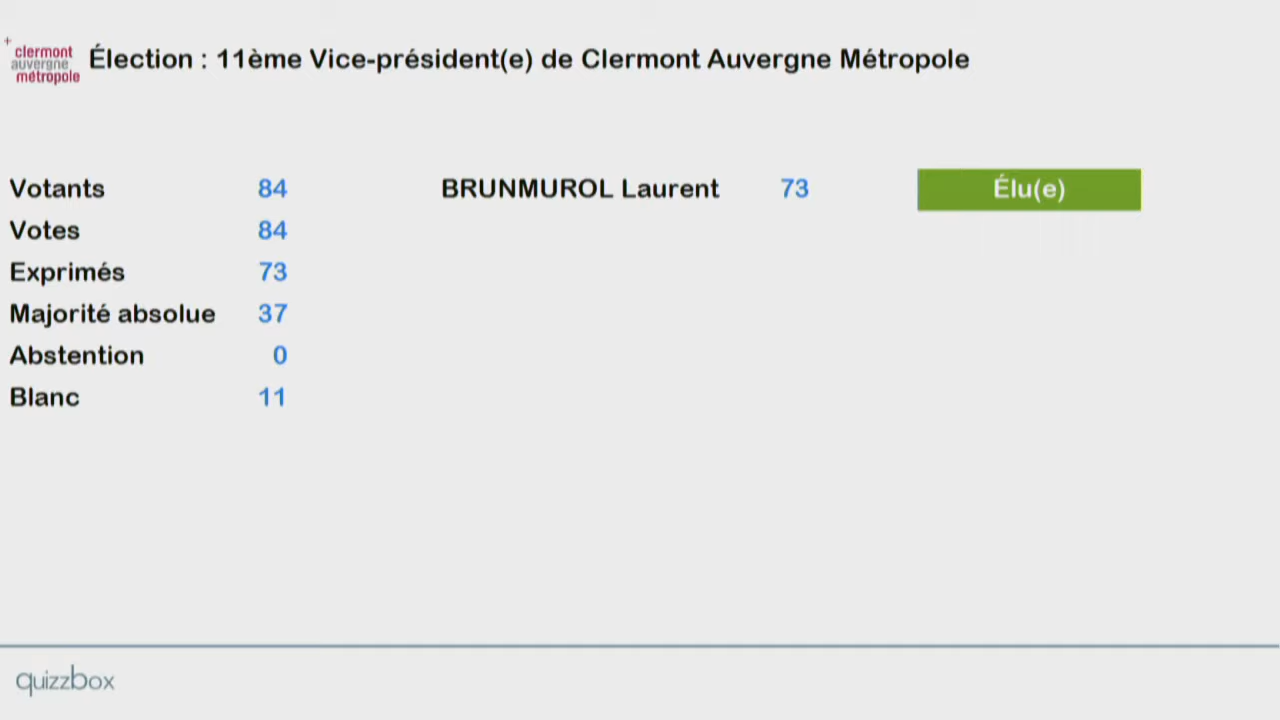 clermont
auvergne
métropole
Élection : 11ème Vice-président(e) de Clermont Auvergne Métropole
Votants 84 BRUNMUROL Laurent 73 Élu(e)
Votes 84
Exprimés 73
Majorité absolue 37
Abstention 0
Blanc 11
quizzbox